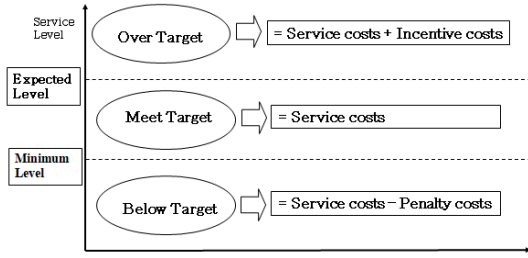 Service
Level
Over Target
= Service costs + Incentive costs
Expected
Level
Meet Target
= Service costs
Minimum
Level
Below Target
= Service costs - Penalty costs